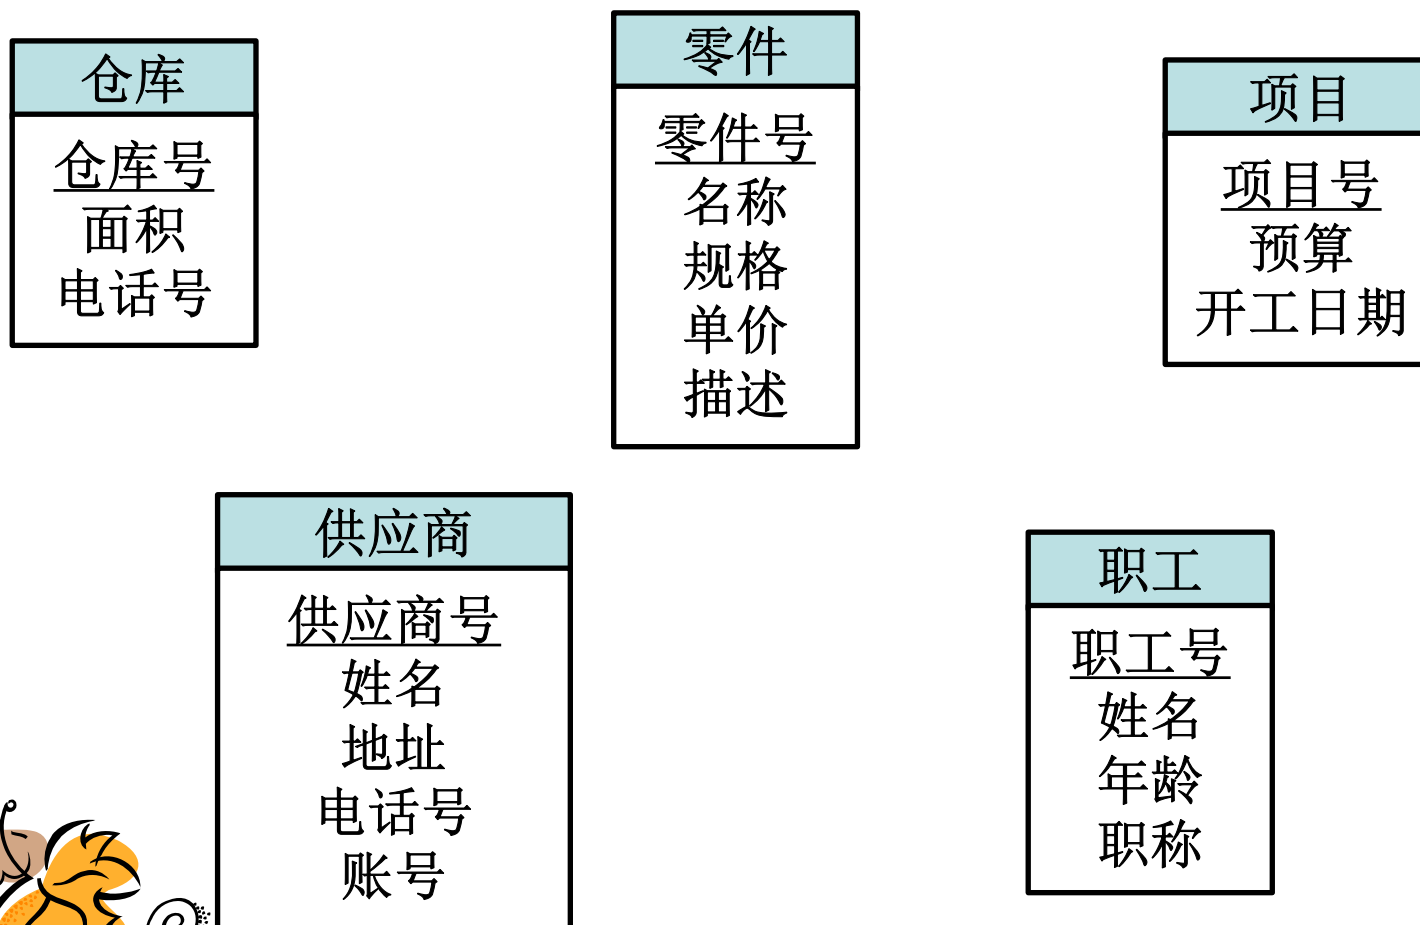 仓库
仓库号
面积
电话号
零件
零件号
名称
规格
单价
描述
项目
项目号
预算
开工日期
供应商
供应商号
姓名
地址
电话号
账号
职工
职工号
姓名
年龄
职称